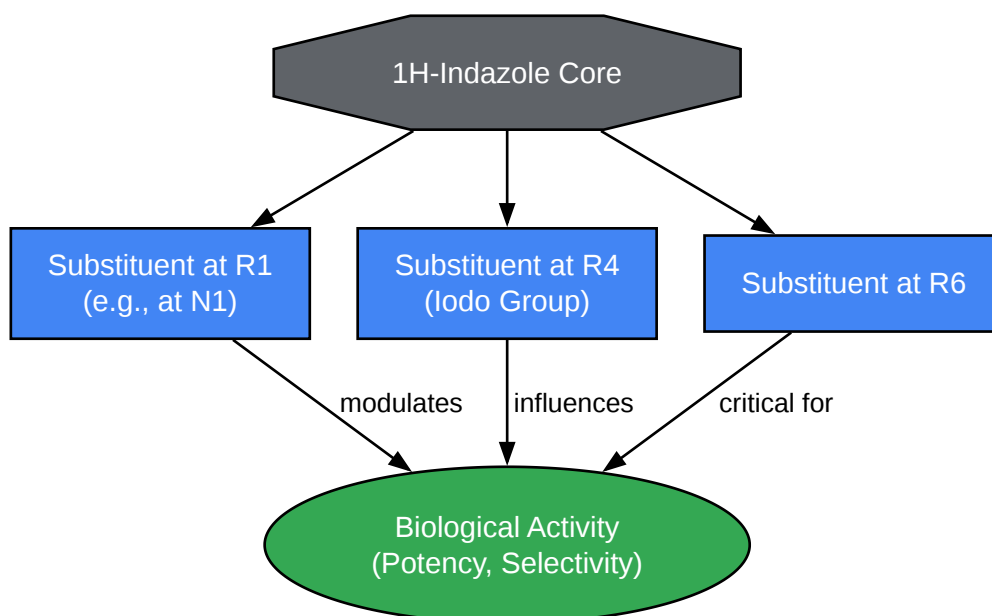 1H-Indazole Core
Substituent at R1
(e.g., at N1)
Substituent at R4
(Iodo Group)
Substituent at R6
modulates
influences
critical for
Biological Activity
(Potency, Selectivity)